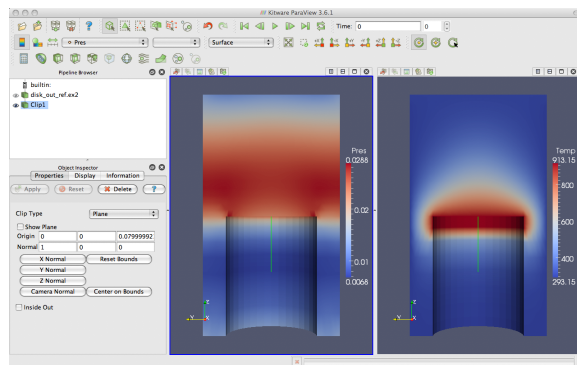 Kitware ParaView 3.6.1
Time: 0
0
Pres
Surface
Pipeline Browser
builtin:
disk_out_ref.ex2
Clip1
Object Inspector
Properties Display Information
Apply Reset Delete ?
Clip Type Plane
Show Plane
Origin 0 0 0.07999992
Normal 1 0 0
X Normal Reset Bounds
Y Normal
Z Normal
Camera Normal Center on Bounds
Inside Out
Pres
0.0288
0.02
0.01
0.0068
Z
Y X
Temp
913.15
800
600
400
293.15
Z
Y X